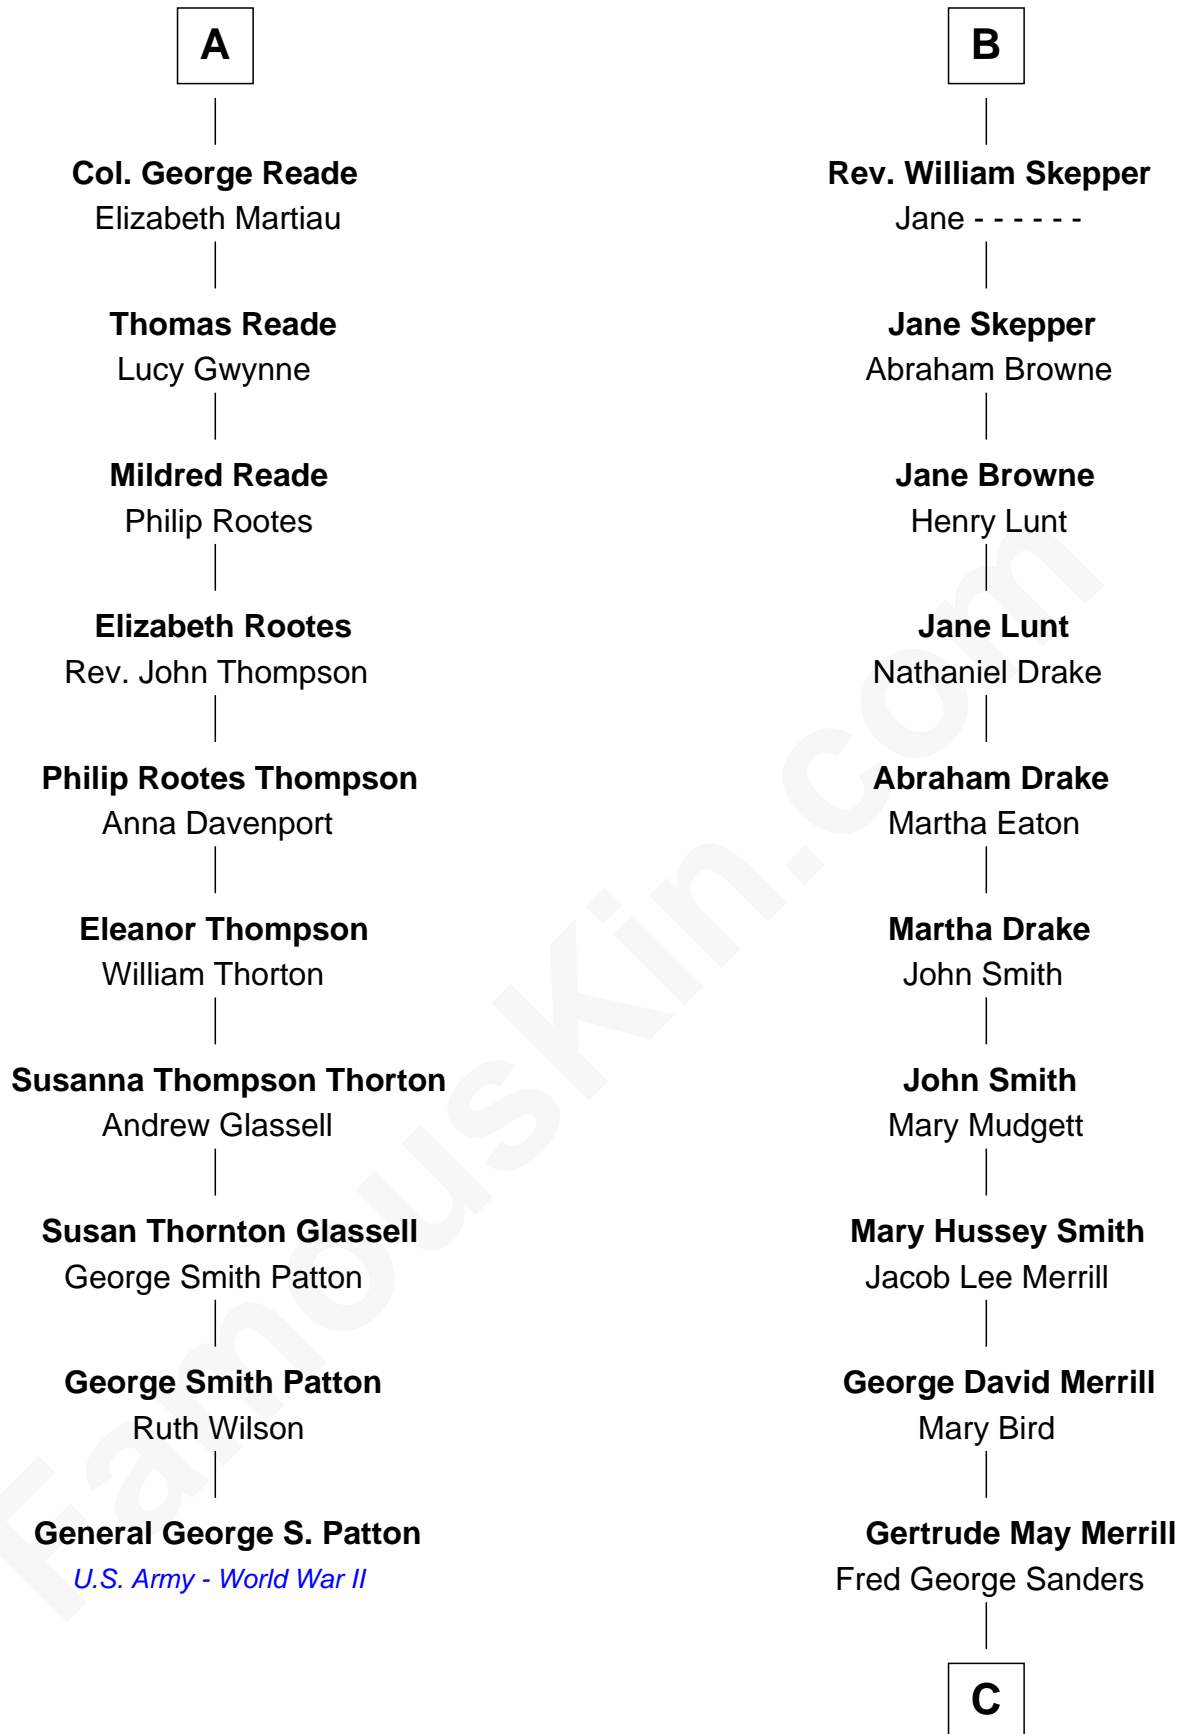 A
Col. George Reade
Elizabeth Martiau
Thomas Reade
Lucy Gwynne
Mildred Reade
Philip Rootes
Elizabeth Rootes
Rev. John Thompson
Philip Rootes Thompson
Anna Davenport
Eleanor Thompson
William Thorton
Susanna Thompson Thorton
Andrew Glassell
Susan Thornton Glassell
George Smith Patton
George Smith Patton
Ruth Wilson
General George S. Patton
U.S. Army - World War II
B
Rev. William Skepper
Jane - - - - - -
Jane Skepper
Abraham Browne
Jane Browne
Henry Lunt
Jane Lunt
Nathaniel Drake
Abraham Drake
Martha Eaton
Martha Drake
John Smith
John Smith
Mary Mudgett
Mary Hussey Smith
Jacob Lee Merrill
George David Merrill
Mary Bird
Gertrude May Merrill
Fred George Sanders
C
FamousKin.com